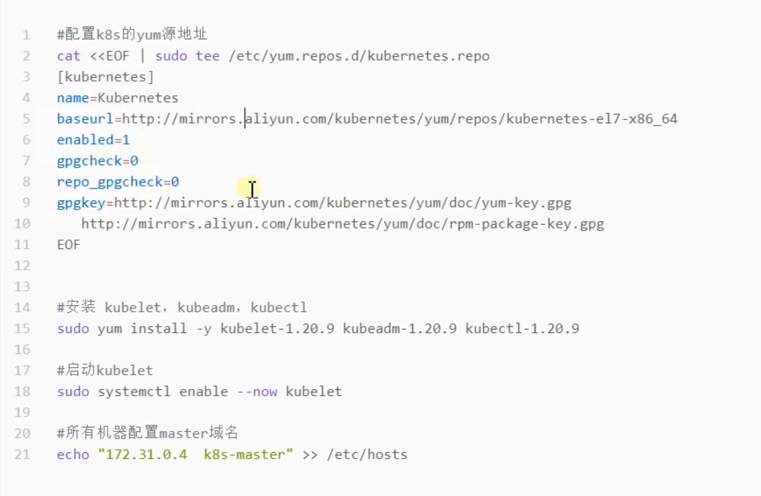 1 #配置k8s的yum源地址
2 cat <<EOF | sudo tee /etc/yum.repos.d/kubernetes.repo
3 [kubernetes]
4 name=Kubernetes
5 baseurl=http://mirrors.aliyun.com/kubernetes/yum/repos/kubernetes-el7-x86_64
6 enabled=1
7 gpgcheck=0
8 repo_gpgcheck=0
9 gpgkey=http://mirrors.aliyun.com/kubernetes/yum/doc/yum-key.gpg
10    http://mirrors.aliyun.com/kubernetes/yum/doc/rpm-package-key.gpg
11 EOF
12
13
14 #安装 kubelet，kubeadm，kubectl
15 sudo yum install -y kubelet-1.20.9 kubeadm-1.20.9 kubectl-1.20.9
16
17 #启动kubelet
18 sudo systemctl enable --now kubelet
19
20 #所有机器配置master域名
21 echo "172.31.0.4  k8s-master" >> /etc/hosts